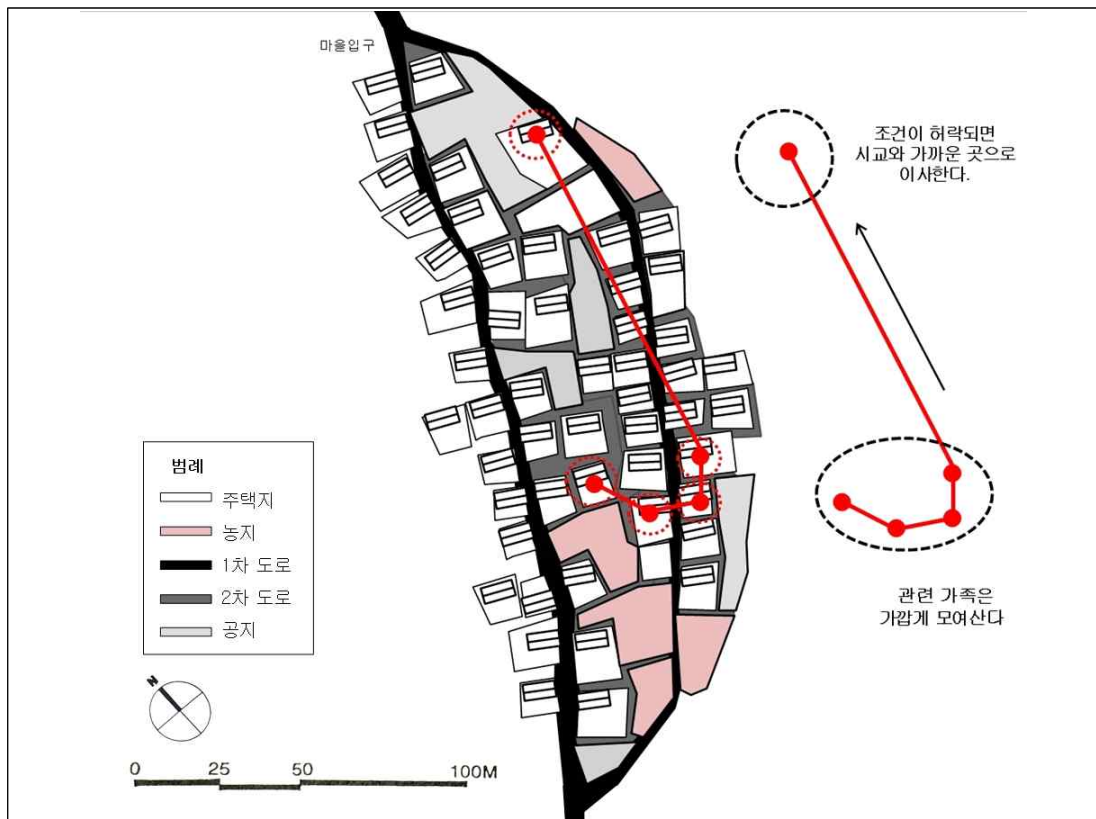 마을입구
조건이 허락되면
시교와 가까운 곳으로
이사한다.
범례
주택지
농지
1차 도로
2차 도로
공지
관련 가족은
가깝게 모여산다
N
0 25 50 100M